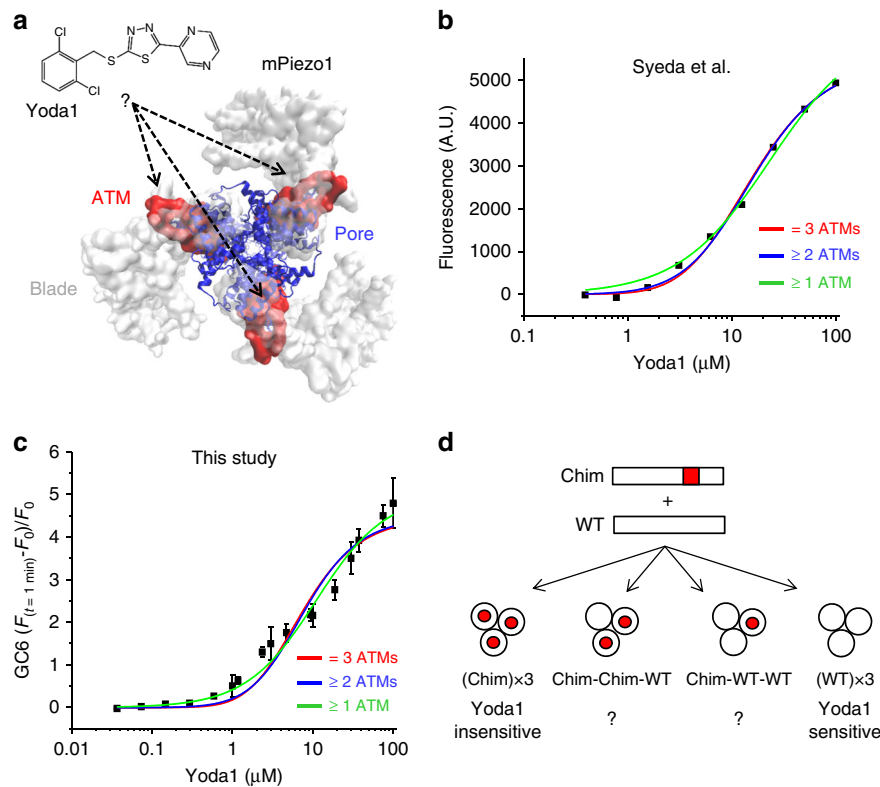 a
Cl
N N
N
S
S
N
Cl
Yoda1
?
mPiezo1
ATM
Pore
Blade
b
Syeda et al.
Fluorescence (A.U.)
5000
4000
3000
2000
1000
0
= 3 ATMs
≥ 2 ATMs
≥ 1 ATM
0.1 1 10 100
Yoda1 (μM)
c
This study
GC6 (F(t = 1 min)-F0)/F0
6
5
4
3
2
1
0
= 3 ATMs
≥ 2 ATMs
≥ 1 ATM
0.01 0.1 1 10 100
Yoda1 (μM)
d
Chim
+
WT
(Chim)×3 Chim-Chim-WT Chim-WT-WT (WT)×3
Yoda1 ? ? Yoda1
insensitive sensitive